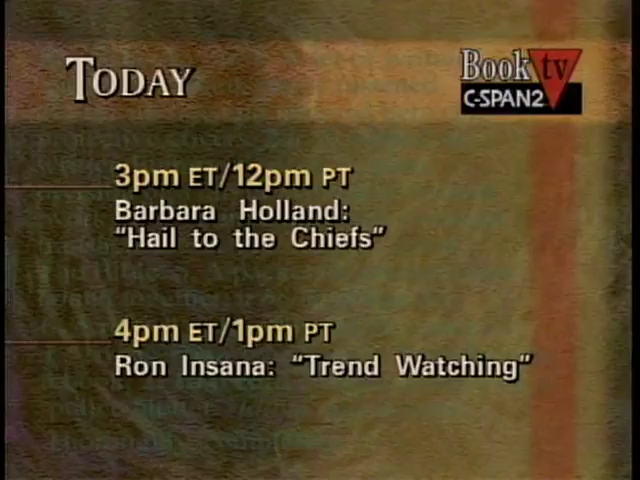 TODAY
Book tv
C-SPAN2
3pm ET/12pm PT
Barbara Holland:
"Hail to the Chiefs"
4pm ET/1pm PT
Ron Insana: "Trend Watching"